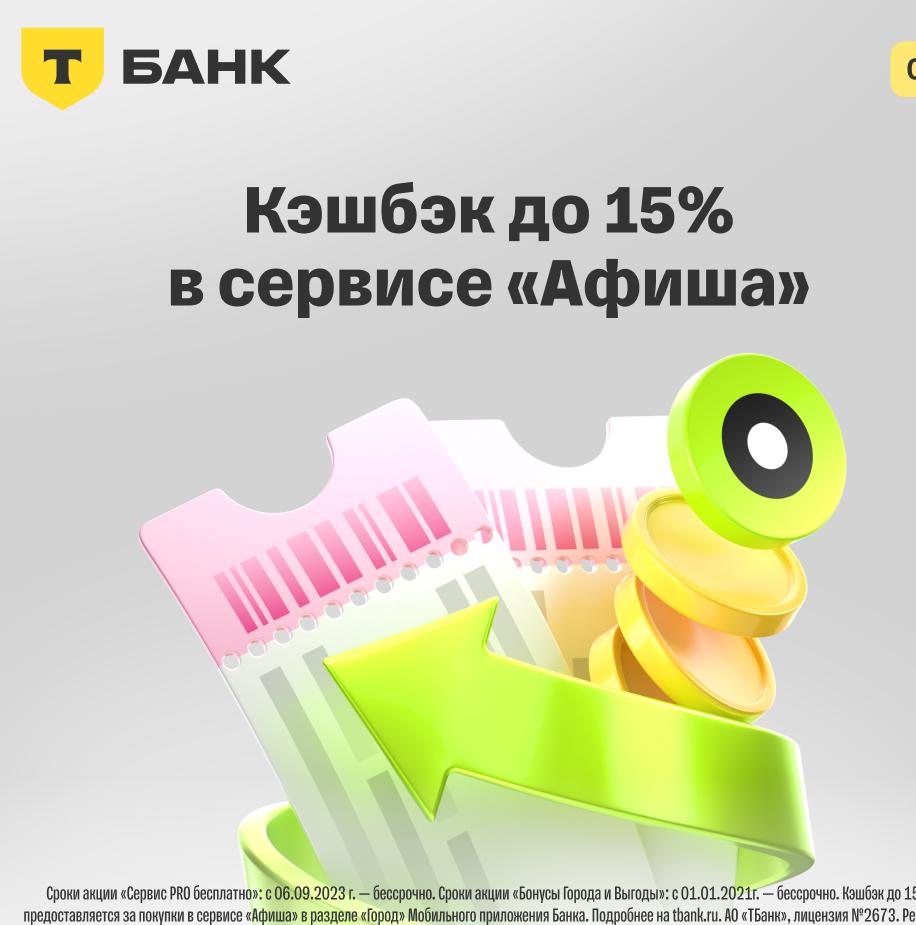 Т БАНК
Кэшбэк до 15%
в сервисе «Афиша»
Сроки акции «Сервис PRO бесплатно»: с 06.09.2023 г. — бессрочно. Сроки акции «Бонусы Города и Выгоды»: с 01.01.2021г. — бессрочно. Кэшбэк до 15
предоставляется за покупки в сервисе «Афиша» в разделе «Город» Мобильного приложения Банка. Подробнее на tbank.ru. АО «ТБанк», лицензия №2673. Ре